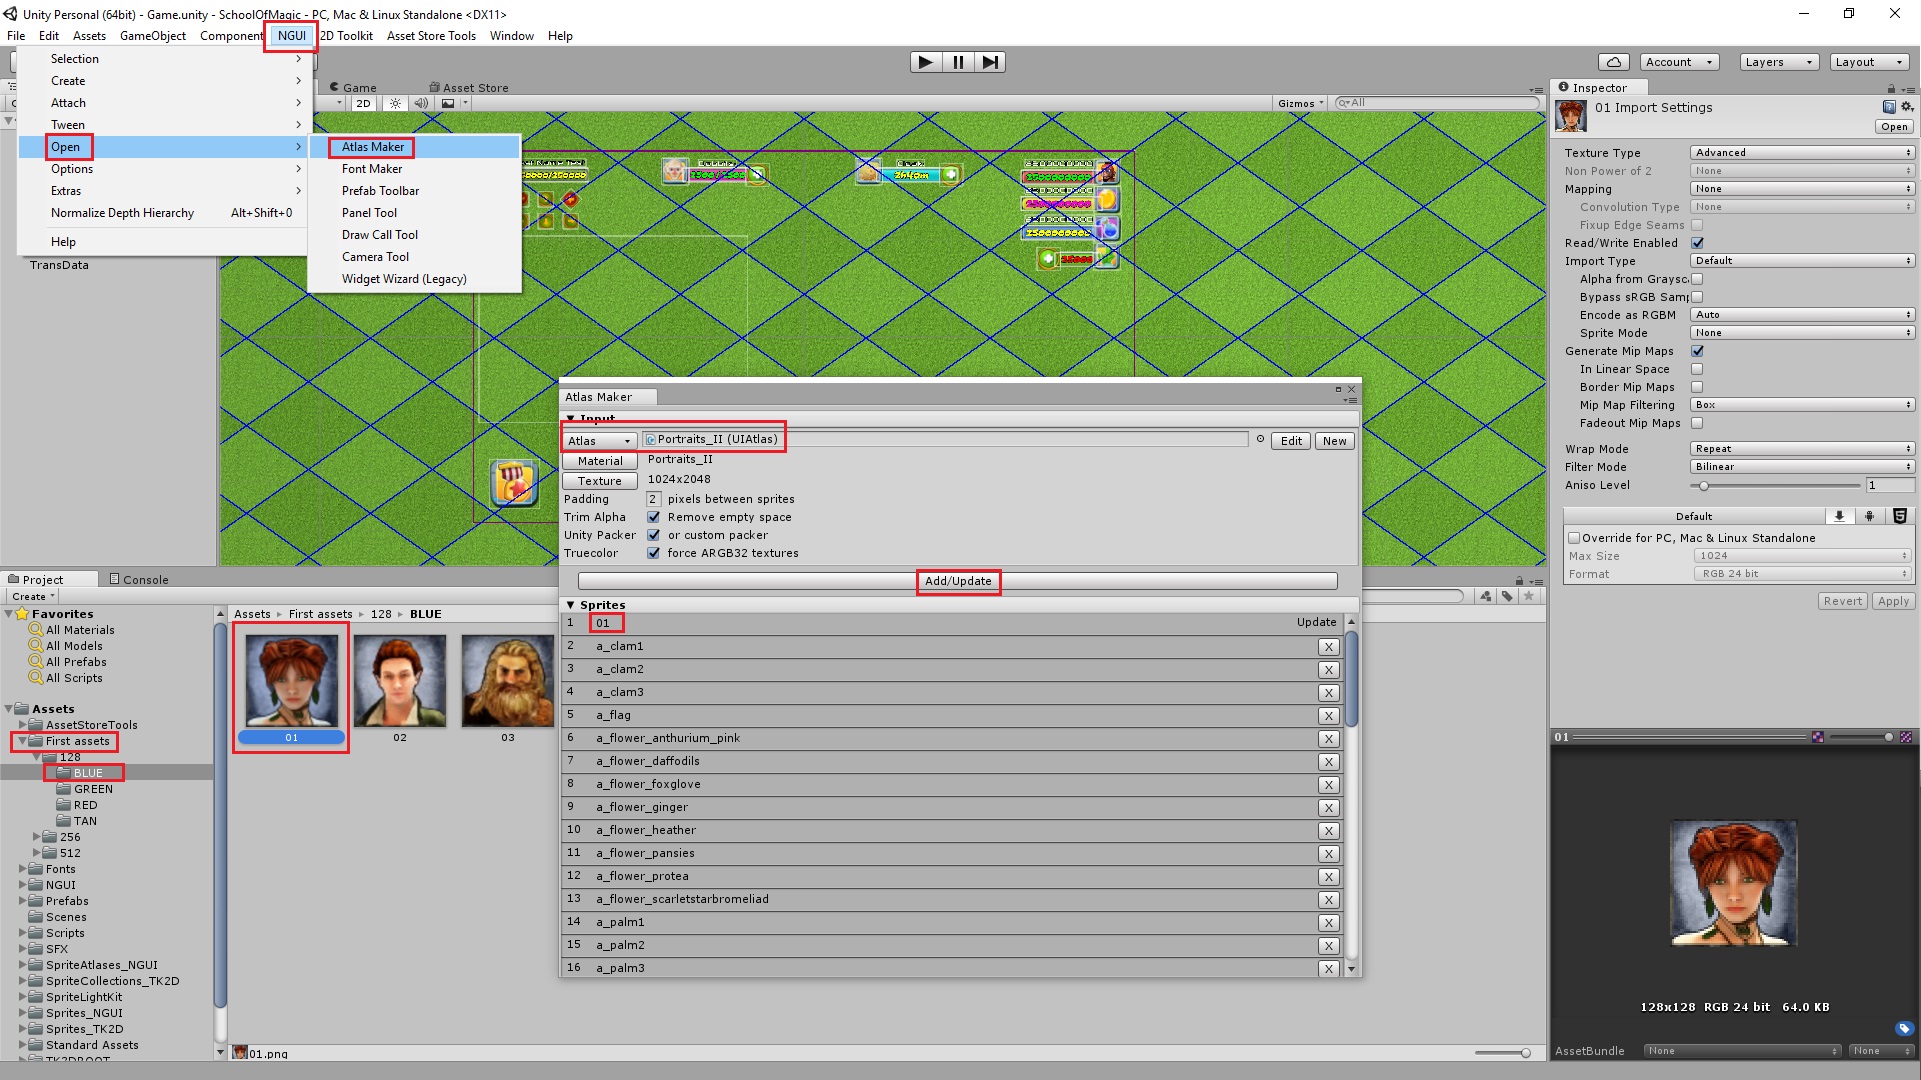 Unity Personal (64bit) - Game.unity - SchoolOfMagic - PC, Mac & Linux Standalone <DX11>
File Edit Assets GameObject Component NGUI 2D Toolkit Asset Store Tools Window Help
Selection
Create
Attach
Tween
Open
Options
Extras
Normalize Depth Hierarchy Alt+Shift+0
Help
TransData
Atlas Maker
Font Maker
Prefab Toolbar
Panel Tool
Draw Call Tool
Camera Tool
Widget Wizard (Legacy)
Account Layers Layout
Game Asset Store
2D Gizmos All
2h40m
Inspector
01 Import Settings
Open
Texture Type Advanced
Non Power of 2 None
Mapping None
Convolution Type None
Fixup Edge Seams
Read/Write Enabled
Import Type Default
Alpha from Graysc
Bypass sRGB Samp
Encode as RGBM Auto
Sprite Mode None
Generate Mip Maps
In Linear Space
Border Mip Maps
Mip Map Filtering Box
Fadeout Mip Maps
Wrap Mode Repeat
Filter Mode Bilinear
Aniso Level 1
Default
Override for PC, Mac & Linux Standalone
Max Size 1024
Format RGB 24 bit
Revert Apply
Atlas Maker
Input
Atlas Portraits_II (UIAtlas) Edit New
Material Portraits_II
Texture 1024x2048
Padding 2 pixels between sprites
Trim Alpha Remove empty space
Unity Packer or custom packer
Truecolor force ARGB32 textures
Add/Update
Sprites
1 01 Update
2 a_clam1 X
3 a_clam2 X
4 a_clam3 X
5 a_flag X
6 a_flower_anthurium_pink X
7 a_flower_daffodils X
8 a_flower_foxglove X
9 a_flower_ginger X
10 a_flower_heather X
11 a_flower_pansies X
12 a_flower_protea X
13 a_flower_scarletstarbromeliad X
14 a_palm1 X
15 a_palm2 X
16 a_palm3 X
Project Console
Create
Favorites
All Materials
All Models
All Prefabs
All Scripts
Assets
AssetStoreTools
First assets
128
BLUE
GREEN
RED
TAN
256
512
Fonts
NGUI
Prefabs
Scenes
Scripts
SFX
SpriteAtlases_NGUI
SpriteCollections_TK2D
SpriteLightKit
Sprites_NGUI
Sprites_TK2D
Standard Assets
TK2DROOT
Assets First assets 128 BLUE
01 02 03
01.png
01
128x128 RGB 24 bit 64.0 KB
AssetBundle None None